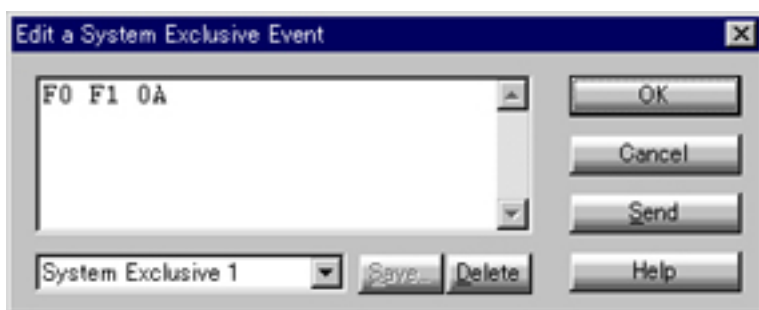 Edit a System Exclusive Event
F0 F1 0A
OK
Cancel
Send
System Exclusive 1
Save...
Delete
Help